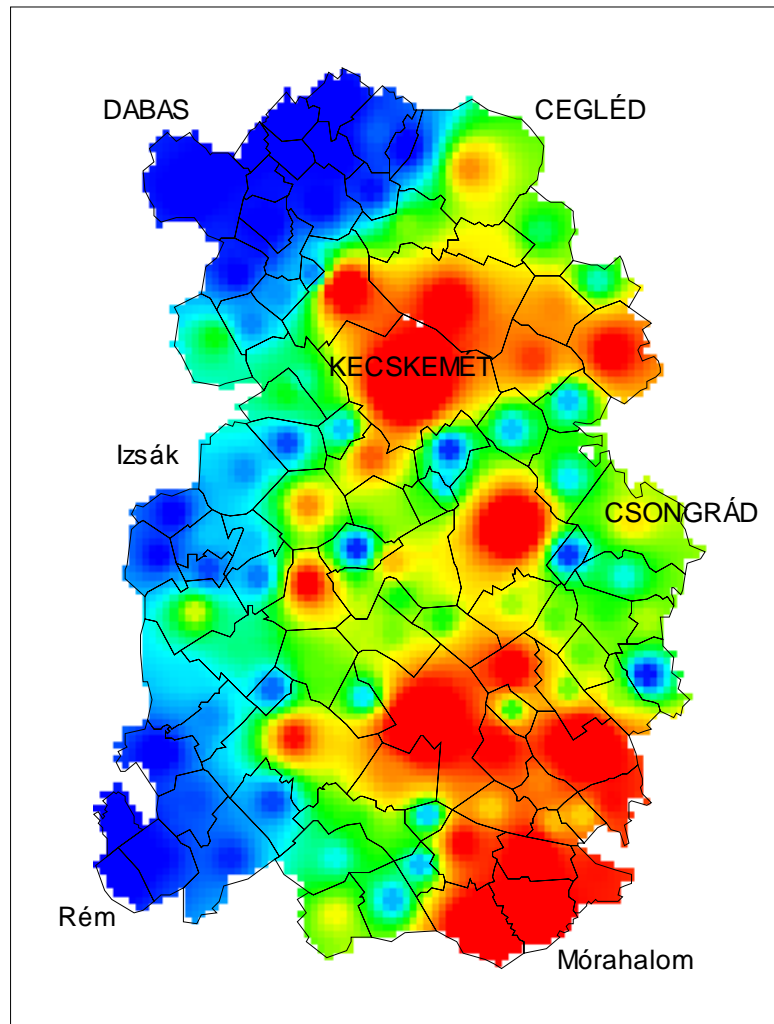 DABAS
CEGLÉD
KECSKEMÉT
Izsák
CSONGRÁD
Rém
Mórahalom